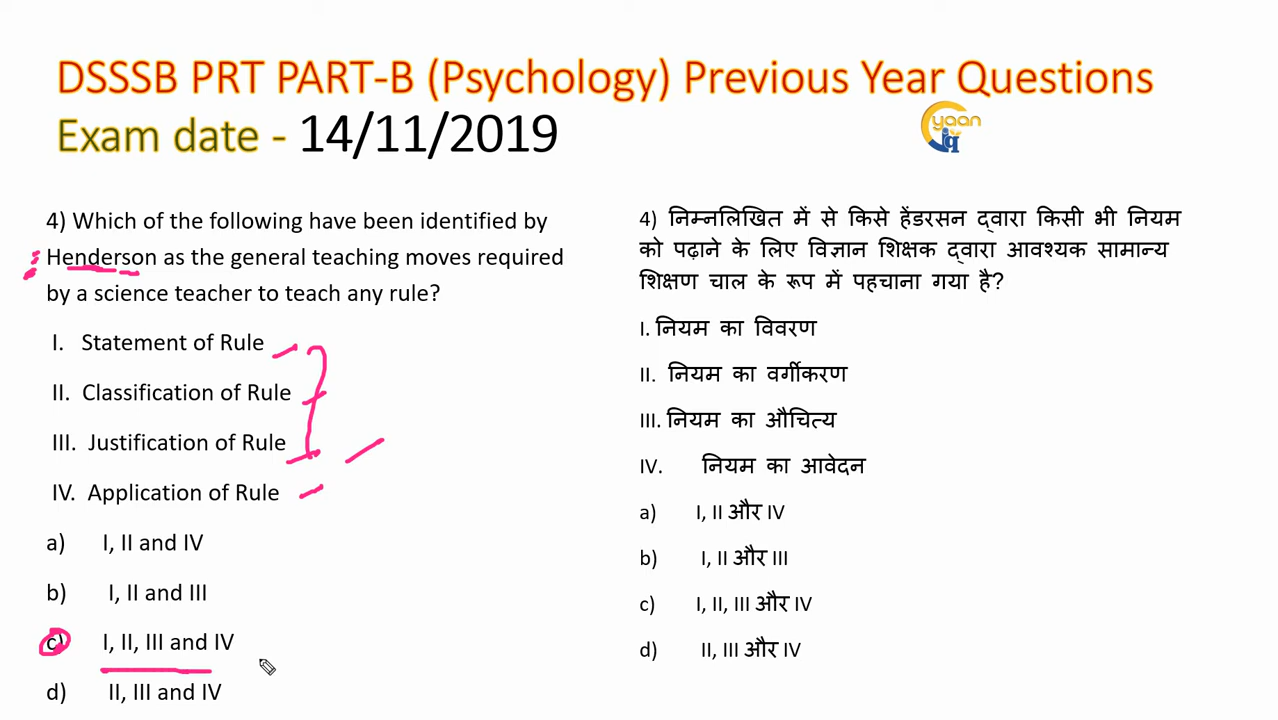 DSSSB PRT PART-B (Psychology) Previous Year Questions
Exam date - 14/11/2019
yaan
iq
4) Which of the following have been identified by
Henderson as the general teaching moves required
by a science teacher to teach any rule?
I. Statement of Rule
II. Classification of Rule
III. Justification of Rule
IV. Application of Rule
a) I, II and IV
b) I, II and III
c) I, II, III and IV
d) II, III and IV
4) निम्नलिखित में से किसे हेंडरसन द्वारा किसी भी नियम
को पढ़ाने के लिए विज्ञान शिक्षक द्वारा आवश्यक सामान्य
शिक्षण चाल के रूप में पहचाना गया है?
I. नियम का विवरण
II. नियम का वर्गीकरण
III. नियम का औचित्य
IV. नियम का आवेदन
a) I, II और IV
b) I, II और III
c) I, II, III और IV
d) II, III और IV